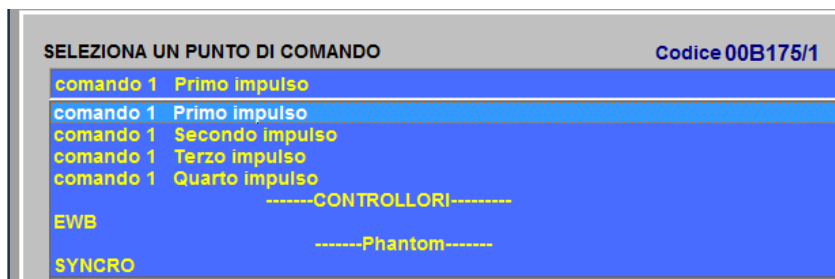 SELEZIONA UN PUNTO DI COMANDO Codice 00B175/1
comando 1 Primo impulso
comando 1 Primo impulso
comando 1 Secondo impulso
comando 1 Terzo impulso
comando 1 Quarto impulso
-------CONTROLLORI---------
EWB
-------Phantom-------
SYNCRO